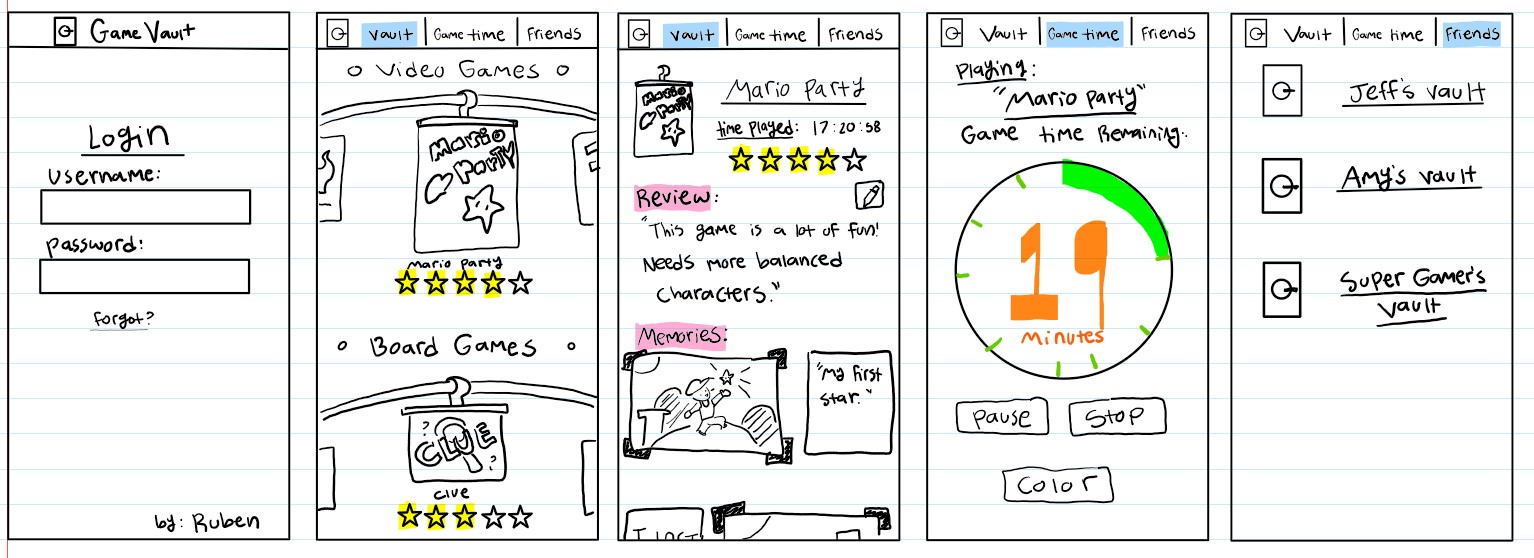 Game Vault
Login
username:
password:
forgot?
by: Ruben
Vault Game time Friends
Video Games
Mario
Party
Mario Party
Board Games
CLUE
? ?
Clue
Vault Game time Friends
Mario
Party
Mario Party
time played: 17:20:58
Review:
"This game is a lot of fun!
Needs more balanced
characters."
Memories:
"My first
star."
Vault Game time Friends
Playing:
"Mario Party"
Game time Remaining:
19
minutes
Pause Stop
Color
Vault Game time Friends
Jeff's Vault
Amy's Vault
Super Gamer's
Vault